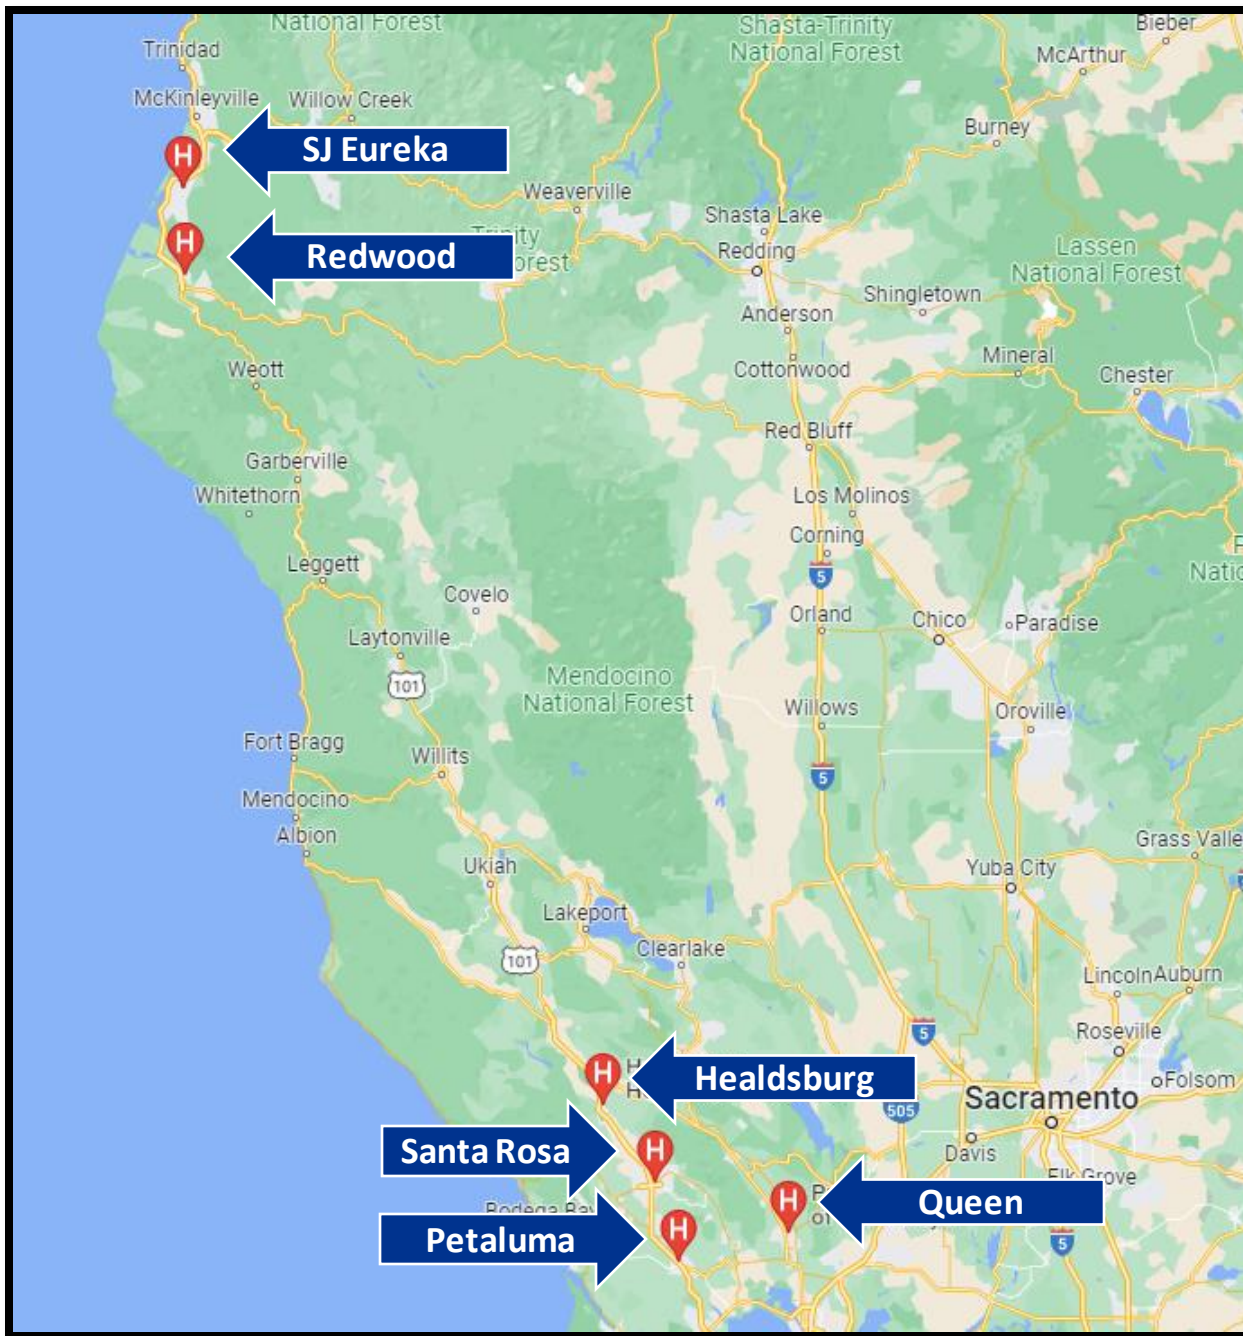 National Forest
Shasta-Trinity
National Forest
Bieber
Trinidad
McArthur
McKinleyville
Willow Creek
SJ Eureka
H
Burney
Weaverville
Shasta Lake
Redwood
H
Trinity
orest
Redding
Lassen
National Forest
Shingletown
Anderson
Cottonwood
Mineral
Chester
Weott
Red Bluff
Garberville
Whitethorn
Los Molinos
Corning
Leggett
5
Covelo
Orland
Chico
Paradise
Laytonville
101
Mendocino
National Forest
Willows
Oroville
Fort Bragg
Willits
5
Mendocino
Albion
Grass Valle
Ukiah
Yuba City
Lakeport
Clearlake
101
Lincoln
Auburn
5
Roseville
H
H
H
Healdsburg
Folsom
505
Sacramento
Santa Rosa
H
Davis
Elk Grove
H
Queen
Bodega Bay
Petaluma
H
5